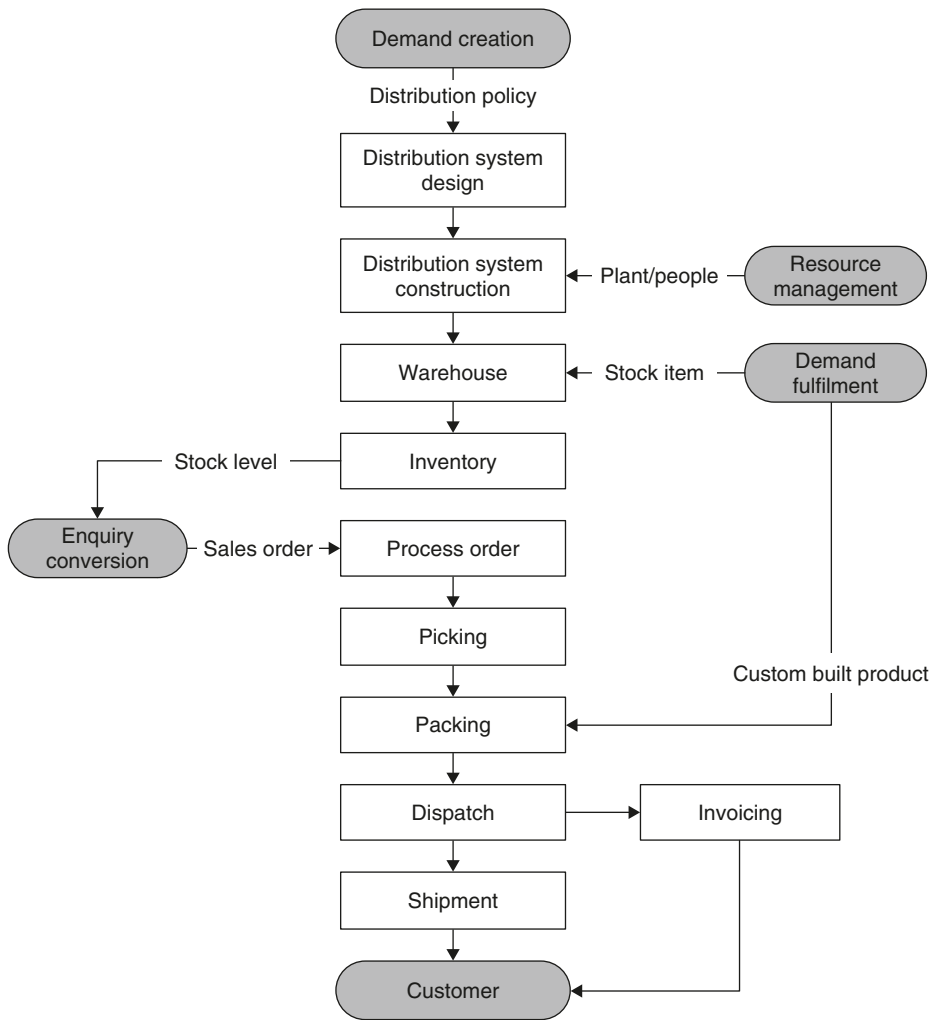 Demand creation
Distribution policy
Distribution system
design
Distribution system
construction
Plant/people
Resource
management
Warehouse
Stock item
Demand
fulfilment
Stock level
Inventory
Enquiry
conversion
Sales order
Process order
Picking
Custom built product
Packing
Dispatch
Invoicing
Shipment
Customer